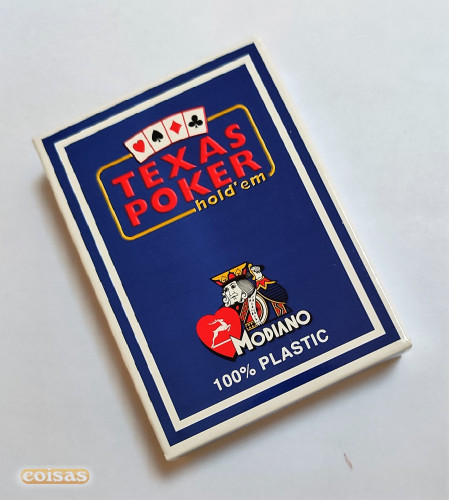 TEXAS
POKER
hold'em
MODIANO
100% PLASTIC
coisas